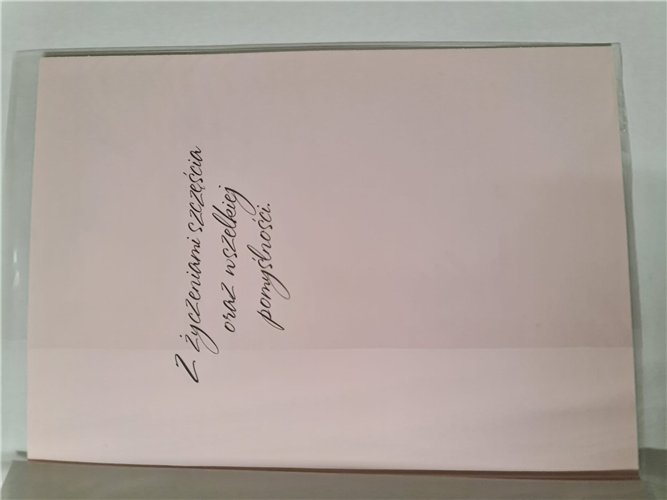 Z życzeniami szczęścia
oraz wszelkiej
pomyślności.